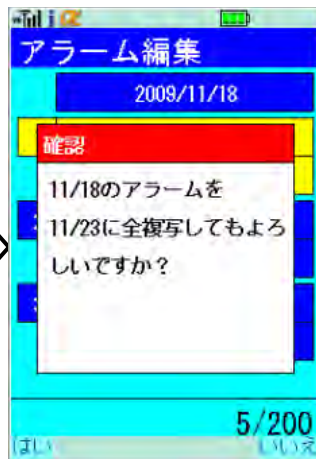 アラーム編集
2009/11/18
確認
11/18のアラームを
11/23に全複写してもよろ
しいですか？
5/200
はい いいえ